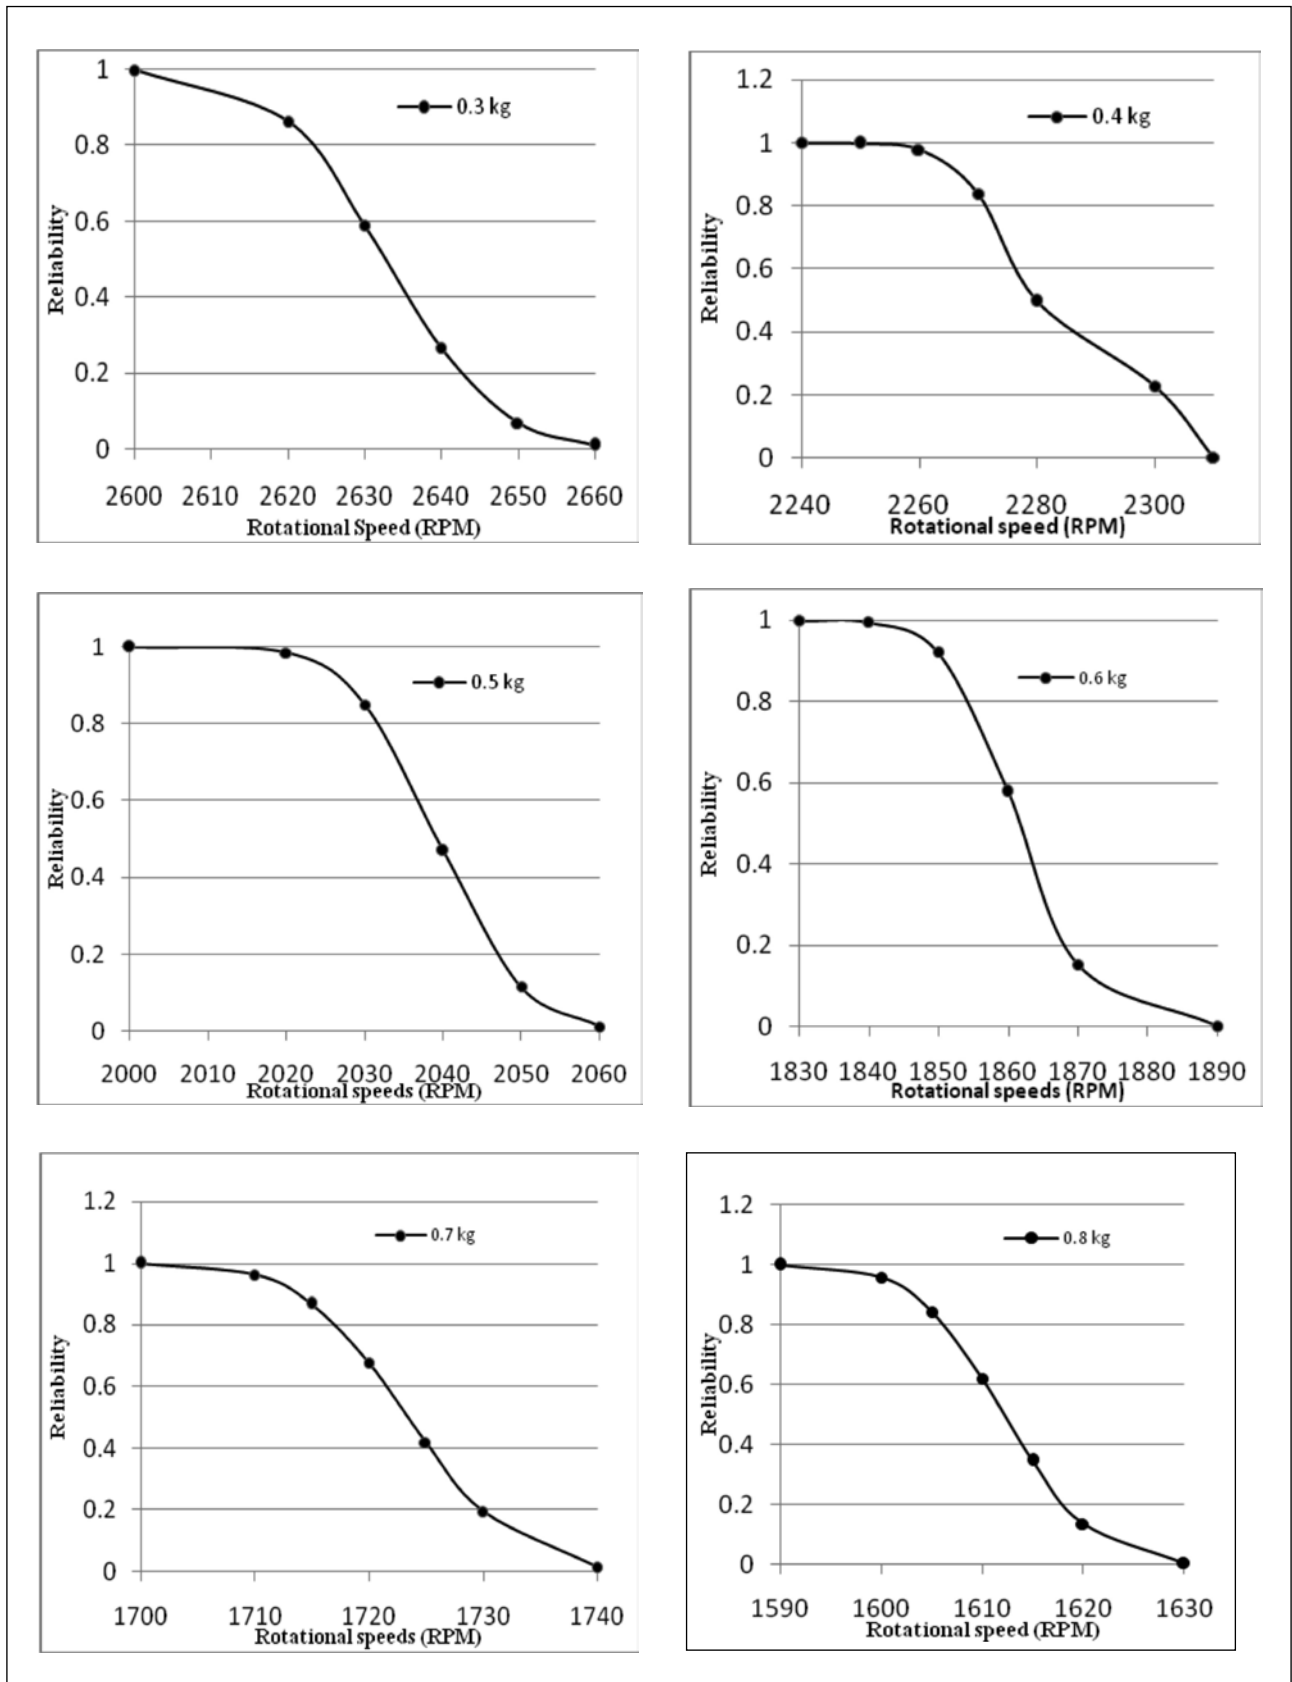 1
0.3 kg
0.8
0.6
0.4
0.2
0
Reliability
2600 2610 2620 2630 2640 2650 2660
Rotational Speed (RPM)
1.2
0.4 kg
1
0.8
0.6
0.4
0.2
0
Reliability
2240 2260 2280 2300
Rotational speed (RPM)
1
0.5 kg
0.8
0.6
0.4
0.2
0
Reliability
2000 2010 2020 2030 2040 2050 2060
Rotational speeds (RPM)
1
0.6 kg
0.8
0.6
0.4
0.2
0
Reliability
1830 1840 1850 1860 1870 1880 1890
Rotational speeds (RPM)
1.2
0.7 kg
1
0.8
0.6
0.4
0.2
0
Reliability
1700 1710 1720 1730 1740
Rotational speeds (RPM)
1.2
0.8 kg
1
0.8
0.6
0.4
0.2
0
Reliability
1590 1600 1610 1620 1630
Rotational speed (RPM)